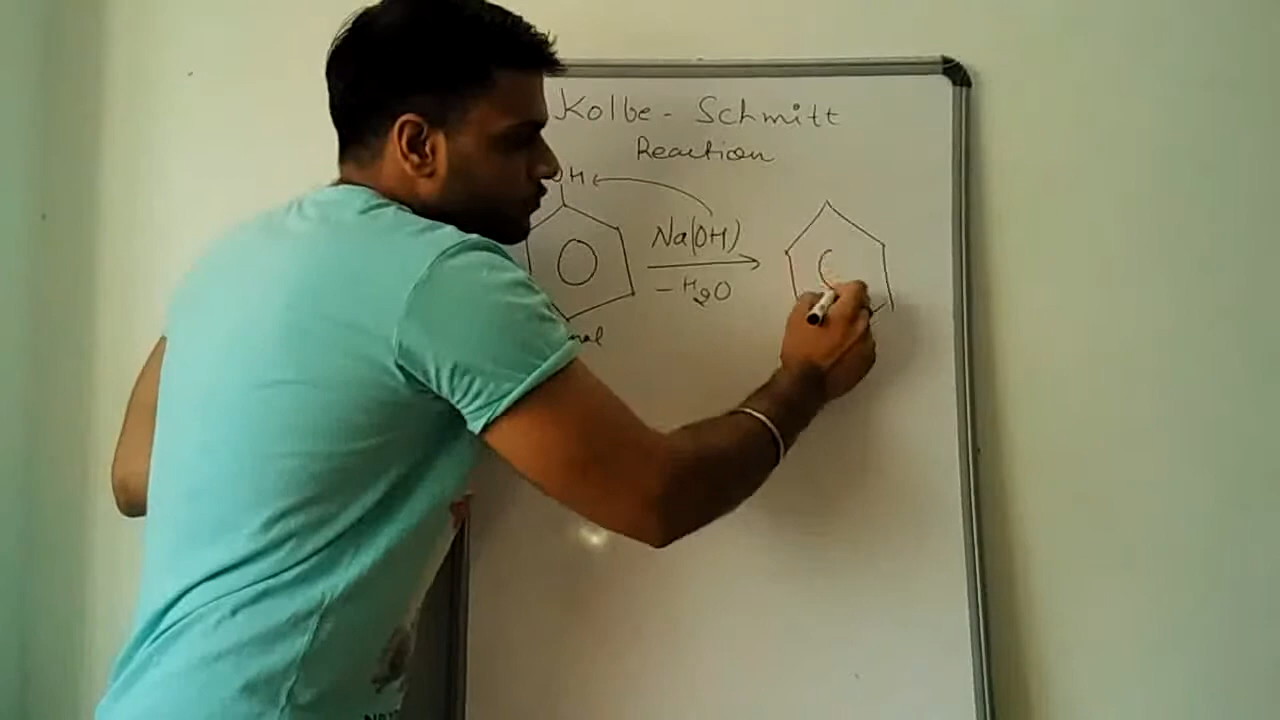 Kolbe - Schmitt
Reaction
OH
Na(OH)
- H2O